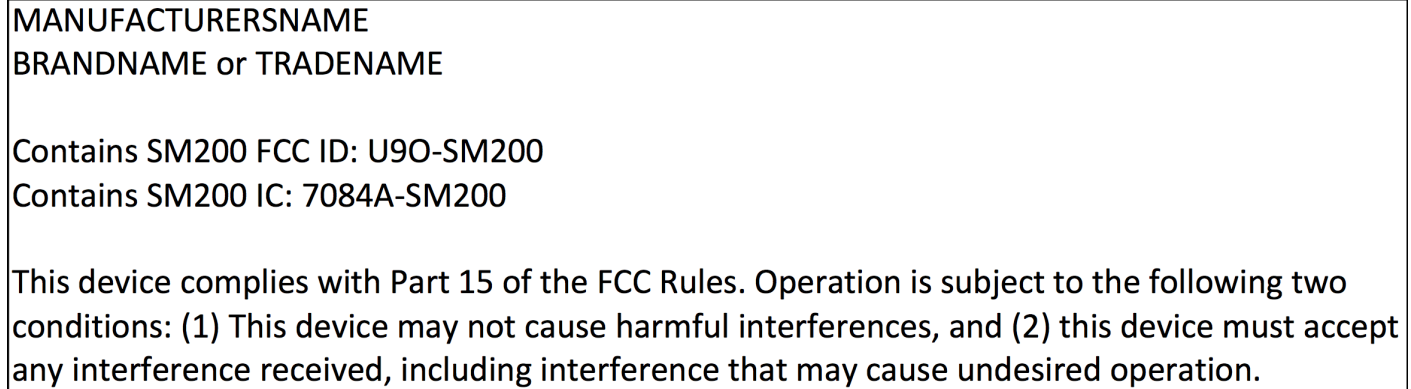 MANUFACTURERSNAME
BRANDNAME or TRADENAME
Contains SM200 FCC ID: U9O-SM200
Contains SM200 IC: 7084A-SM200
This device complies with Part 15 of the FCC Rules. Operation is subject to the following two
conditions: (1) This device may not cause harmful interferences, and (2) this device must accept
any interference received, including interference that may cause undesired operation.